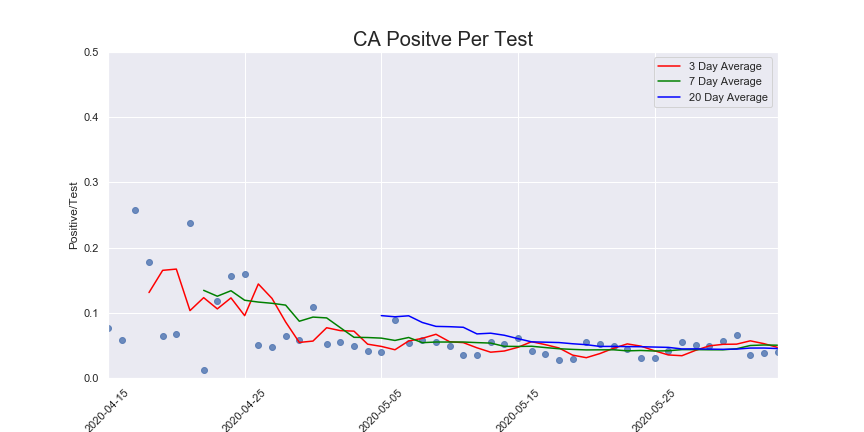 CA Positve Per Test
3 Day Average
7 Day Average
20 Day Average
Positive/Test
0.5
0.4
0.3
0.2
0.1
0.0
2020-04-15
2020-04-25
2020-05-05
2020-05-15
2020-05-25